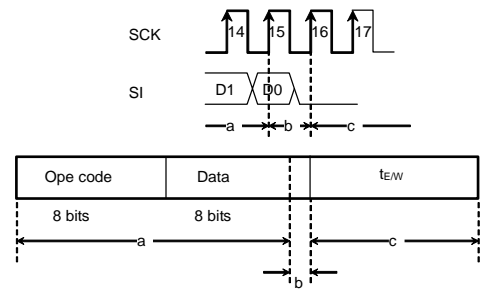 SCK 14 15 16 17
SI D1 D0
a b c
Ope code Data tE/W
8 bits 8 bits
a c
b